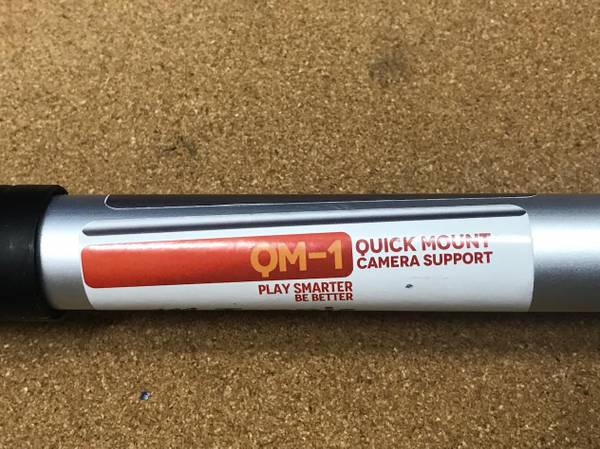 QM-1
QUICK MOUNT
CAMERA SUPPORT
PLAY SMARTER
BE BETTER